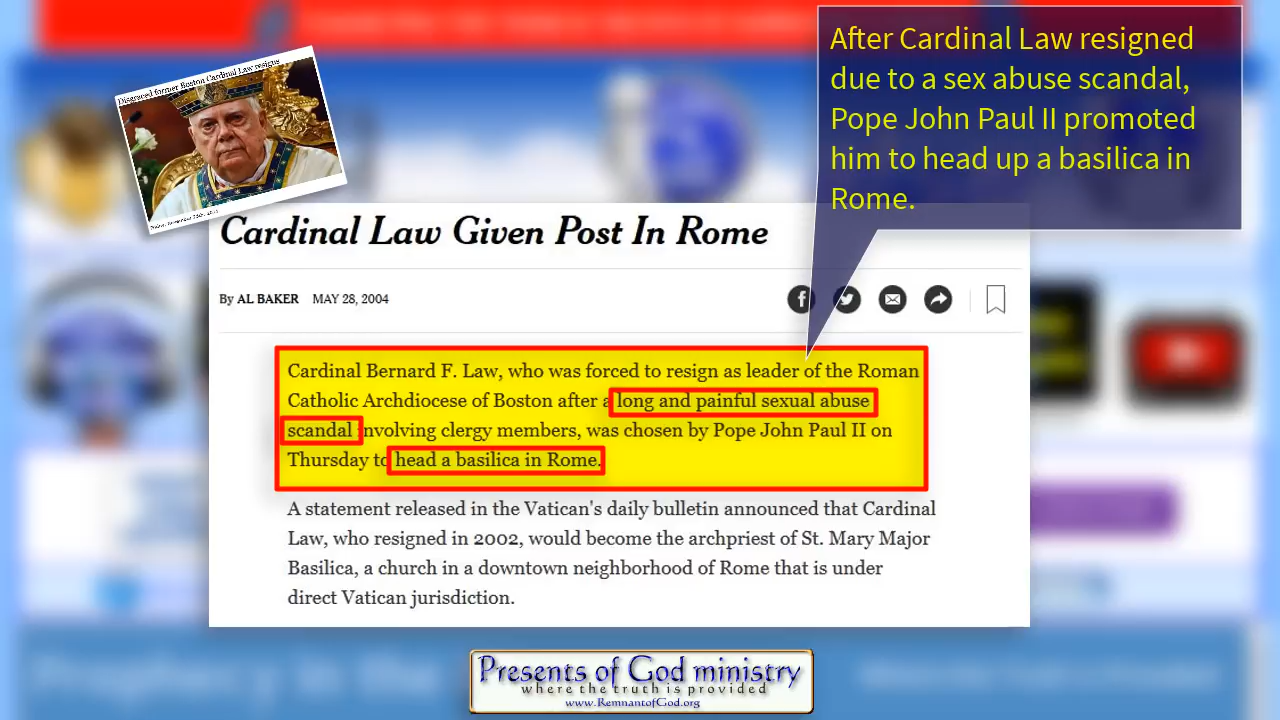 After Cardinal Law resigned
due to a sex abuse scandal,
Pope John Paul II promoted
him to head up a basilica in
Rome.
Disgraced former Boston Cardinal Law resigns
Cardinal Law Given Post In Rome
By AL BAKER MAY 28, 2004
Cardinal Bernard F. Law, who was forced to resign as leader of the Roman
Catholic Archdiocese of Boston after a long and painful sexual abuse
scandal involving clergy members, was chosen by Pope John Paul II on
Thursday to head a basilica in Rome.
A statement released in the Vatican's daily bulletin announced that Cardinal
Law, who resigned in 2002, would become the archpriest of St. Mary Major
Basilica, a church in a downtown neighborhood of Rome that is under
direct Vatican jurisdiction.
Presents of God ministry
where the truth is provided
www.RemnantofGod.org